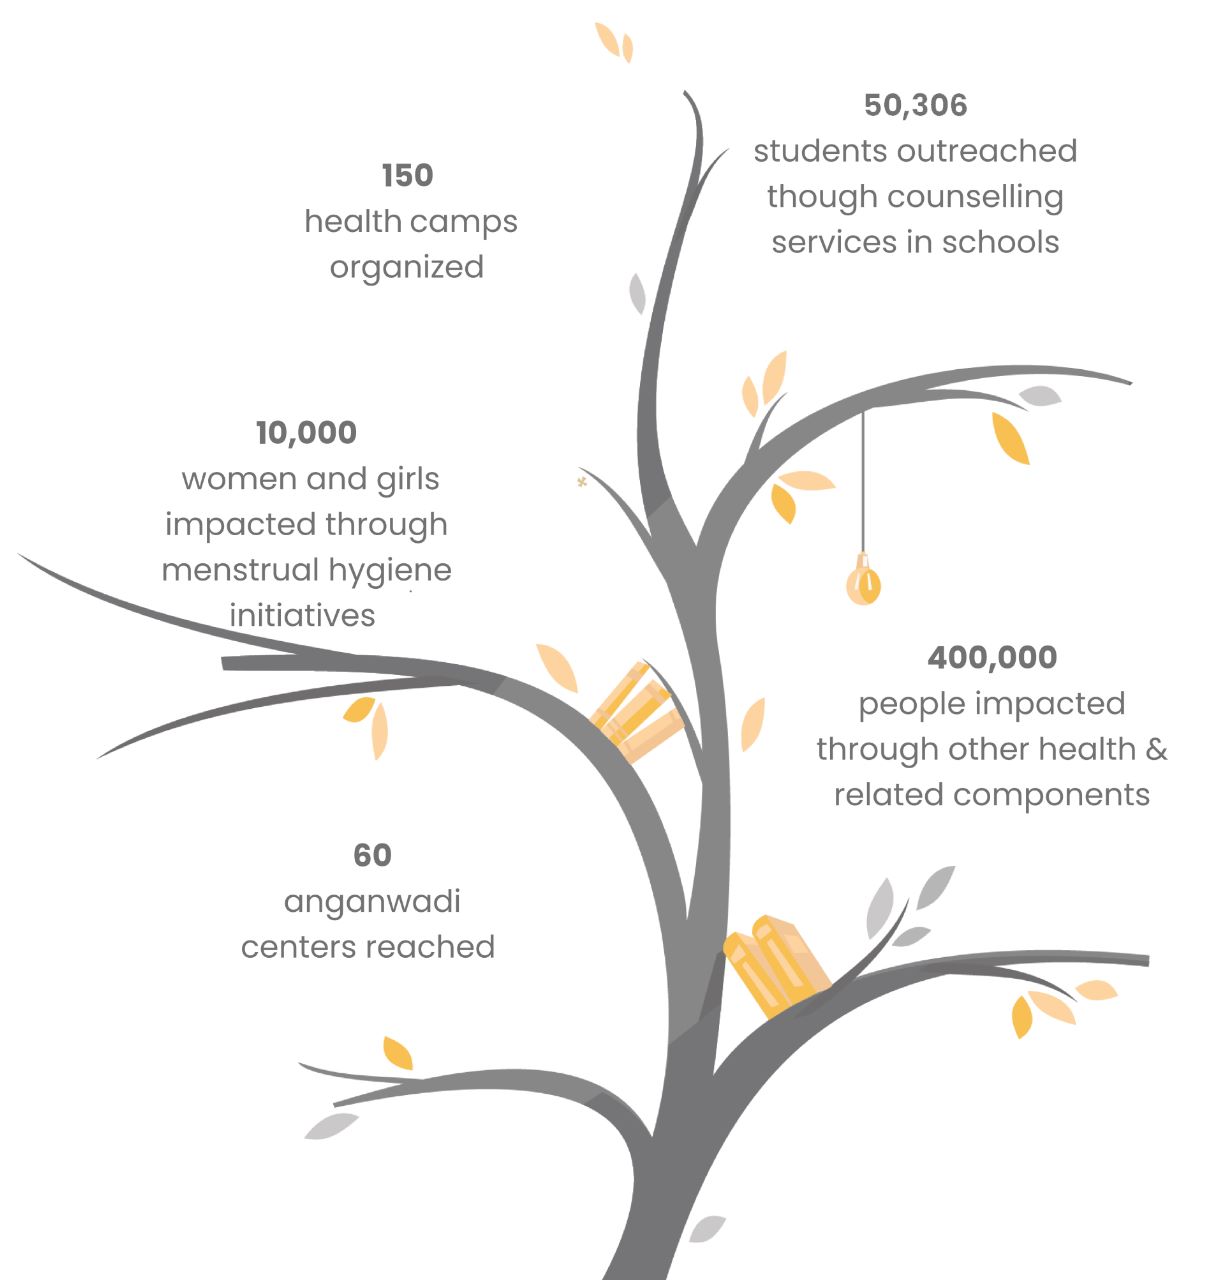 150
health camps
organized
50,306
students outreached
though counselling
services in schools
10,000
women and girls
impacted through
menstrual hygiene
initiatives
400,000
people impacted
through other health &
related components
60
anganwadi
centers reached